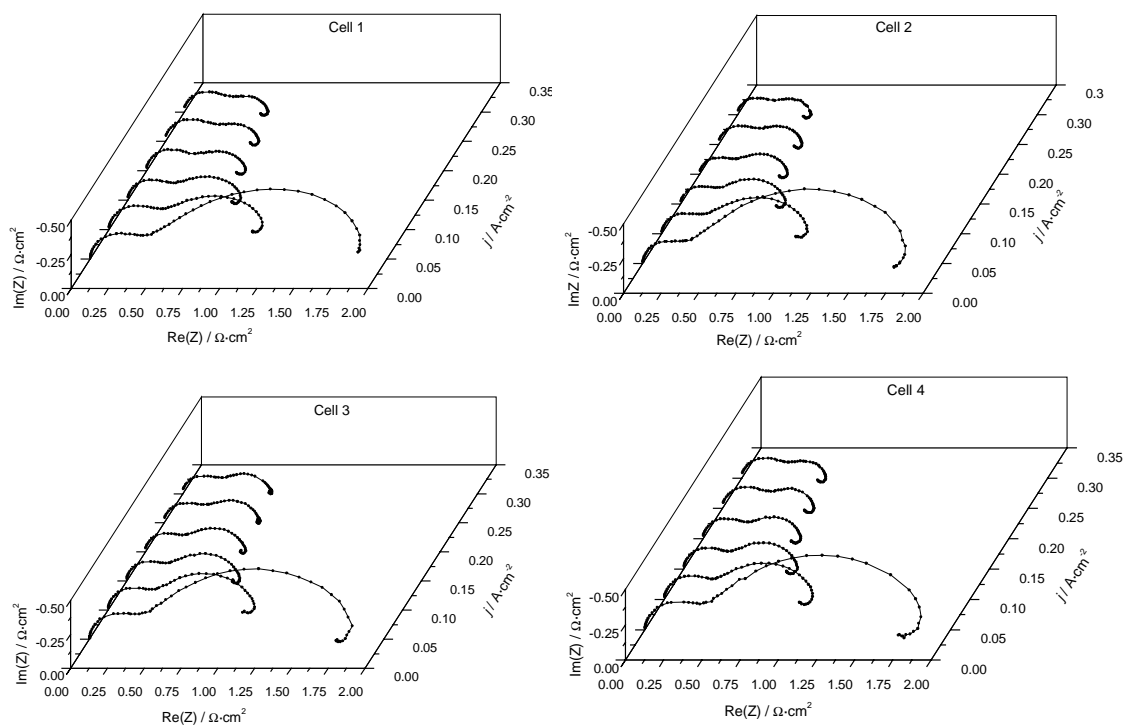 Cell 1
0.35
0.30
0.25
0.20
0.15
0.10
0.05
0.00
j / A·cm⁻²
-0.50
-0.25
0.00
Im(Z) / Ω·cm²
0.00 0.25 0.50 0.75 1.00 1.25 1.50 1.75 2.00
Re(Z) / Ω·cm²
Cell 2
0.3
0.30
0.25
0.20
0.15
0.10
0.05
0.00
j / A·cm⁻²
-0.50
-0.25
0.00
ImZ / Ω·cm²
0.00 0.25 0.50 0.75 1.00 1.25 1.50 1.75 2.00
Re(Z) / Ω·cm²
Cell 3
0.35
0.30
0.25
0.20
0.15
0.10
0.05
0.00
j / A·cm⁻²
-0.50
-0.25
0.00
Im(Z) / Ω·cm²
0.00 0.25 0.50 0.75 1.00 1.25 1.50 1.75 2.00
Re(Z) / Ω·cm²
Cell 4
0.35
0.30
0.25
0.20
0.15
0.10
0.05
0.00
j / A·cm⁻²
-0.50
-0.25
0.00
Im(Z) / Ω·cm²
0.00 0.25 0.50 0.75 1.00 1.25 1.50 1.75 2.00
Re(Z) / Ω·cm²